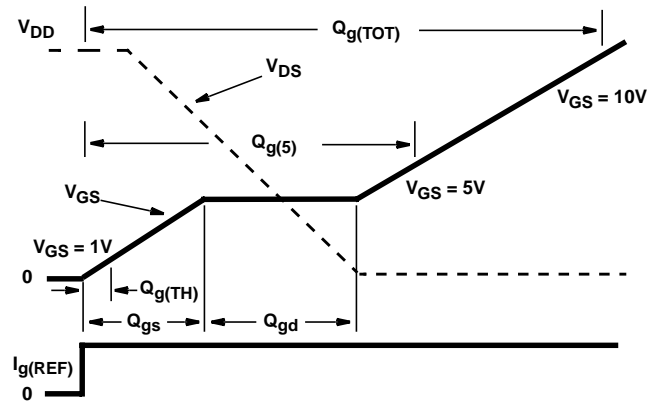 V_DD
Q_g(TOT)
V_DS
V_GS = 10V
Q_g(5)
V_GS
V_GS = 5V
V_GS = 1V
0
Q_g(TH)
Q_gs
Q_gd
I_g(REF)
0